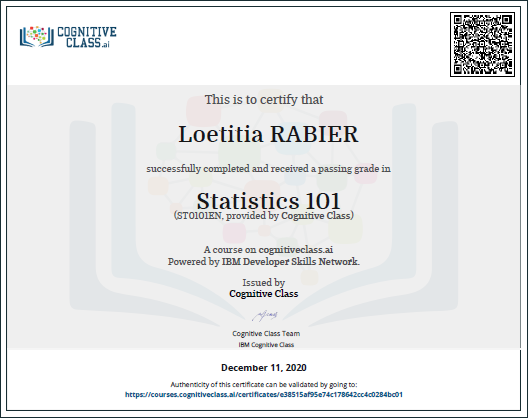 COGNITIVE
CLASS.ai
This is to certify that
Loetitia RABIER
successfully completed and received a passing grade in
Statistics 101
(ST0101EN, provided by Cognitive Class)
A course on cognitiveclass.ai
Powered by IBM Developer Skills Network.
Issued by
Cognitive Class
Cognitive Class Team
IBM Cognitive Class
December 11, 2020
Authenticity of this certificate can be validated by going to:
https://courses.cognitiveclass.ai/certificates/e38515af95e74c178642cc4c0284bc01